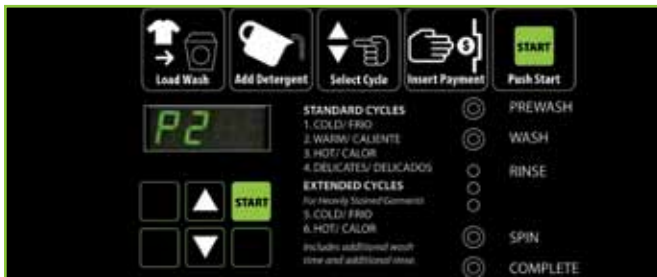 START
Load Wash
Add Detergent
Select Cycle
Insert Payment
Push Start
P2
STANDARD CYCLES
1. COLD/ FRIO
2. WARM/ CALIENTE
3. HOT/ CALOR
4. DELICATES/ DELICADOS
EXTENDED CYCLES
For Heavily Stained Garments
5. COLD/ FRIO
6. HOT/ CALOR
Includes additional wash
time and additional rinse.
START
PREWASH
WASH
RINSE
SPIN
COMPLETE